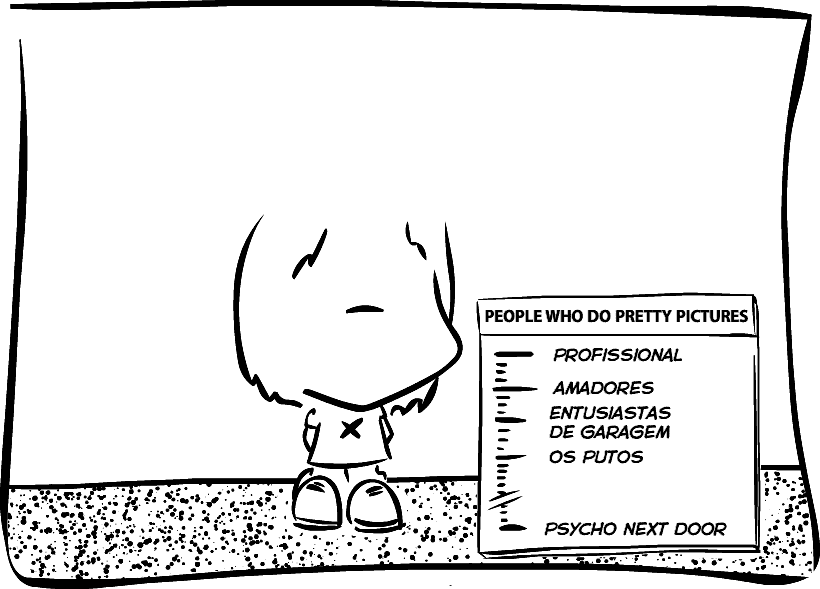 PEOPLE WHO DO PRETTY PICTURES
PROFISSIONAL
AMADORES
ENTUSIASTAS
DE GARAGEM
OS PUTOS
PSYCHO NEXT DOOR